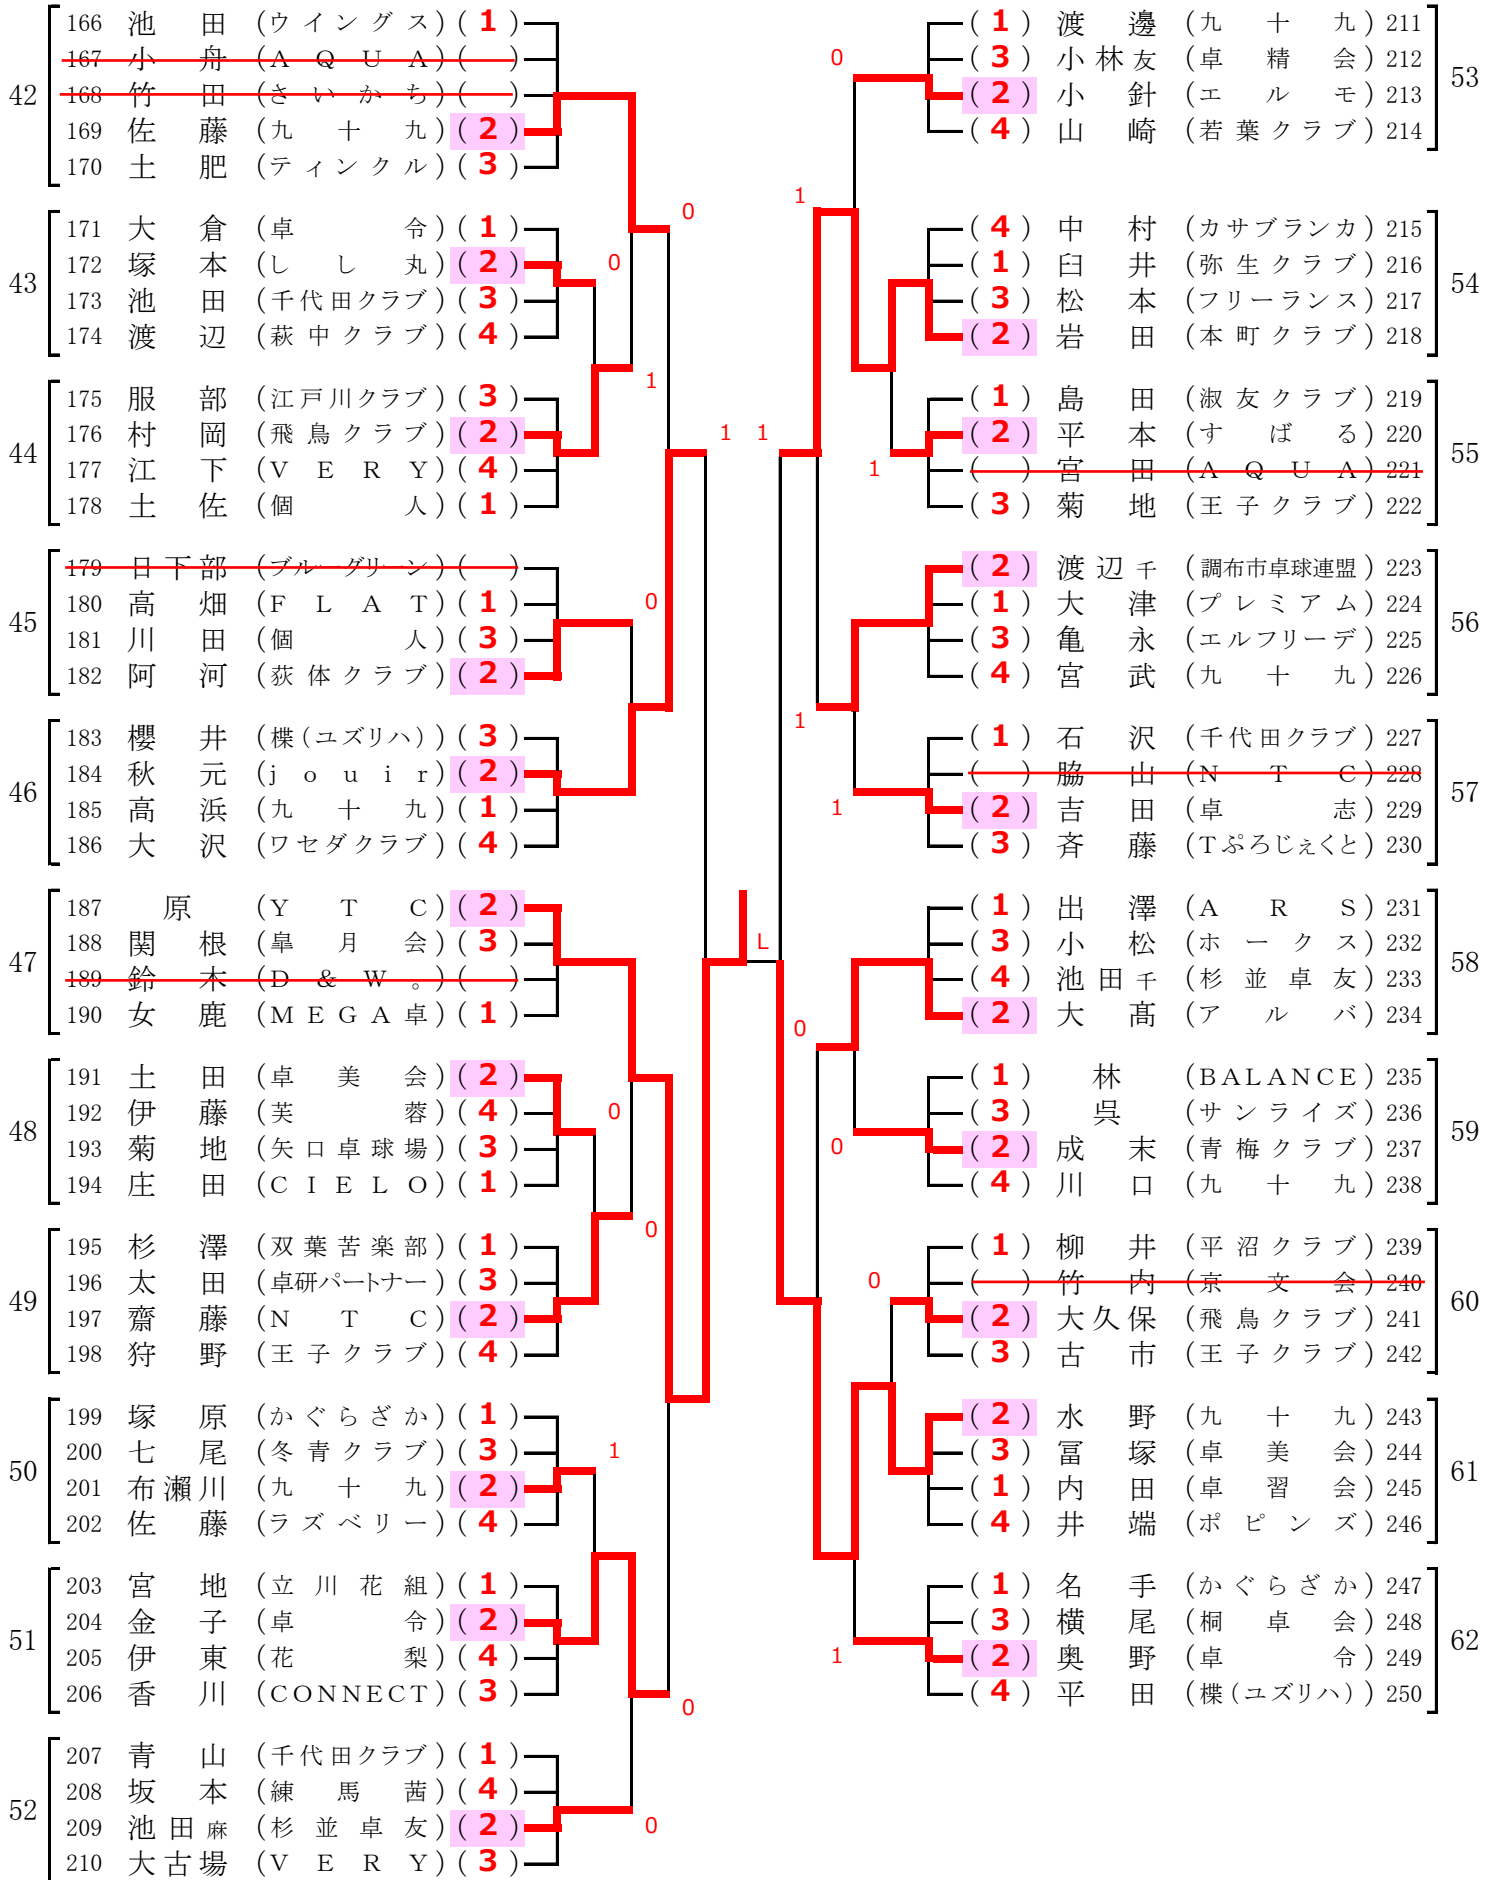 42
166 池田 (ウイングス) (1)
167 小舟 (AQUA) ( )
168 竹田 (さいかち) ( )
169 佐藤 (九十九) (2)
170 土肥 (ティンクル) (3)
43
171 大倉 (卓令) (1)
172 塚本 (しし丸) (2)
173 池田 (千代田クラブ) (3)
174 渡辺 (萩中クラブ) (4)
44
175 服部 (江戸川クラブ) (3)
176 村岡 (飛鳥クラブ) (2)
177 江下 (VERY) (4)
178 土佐 (個人) (1)
45
179 日下部 (ブルーグリーン) ( )
180 高畑 (FLAT) (1)
181 川田 (個人) (3)
182 阿河 (荻体クラブ) (2)
46
183 櫻井 (楪(ユズリハ)) (3)
184 秋元 (jouir) (2)
185 高浜 (九十九) (1)
186 大沢 (ワセダクラブ) (4)
47
187 原 (YTC) (2)
188 関根 (皐月会) (3)
189 鈴木 (D&W。) ( )
190 女鹿 (MEGA卓) (1)
48
191 土田 (卓美会) (2)
192 伊藤 (芙蓉) (4)
193 菊地 (矢口卓球場) (3)
194 庄田 (CIELO) (1)
49
195 杉澤 (双葉苦楽部) (1)
196 太田 (卓研パートナー) (3)
197 齋藤 (NTC) (2)
198 狩野 (王子クラブ) (4)
50
199 塚原 (かぐらざか) (1)
200 七尾 (冬青クラブ) (3)
201 布瀬川 (九十九) (2)
202 佐藤 (ラズベリー) (4)
51
203 宮地 (立川花組) (1)
204 金子 (卓令) (2)
205 伊東 (花梨) (4)
206 香川 (CONNECT) (3)
52
207 青山 (千代田クラブ) (1)
208 坂本 (練馬茜) (4)
209 池田麻 (杉並卓友) (2)
210 大古場 (VERY) (3)
0
0
1
0
0
0
1
0
0
1 1
L
0
1
1
1
1
0
0
0
1
(1) 渡邊 (九十九) 211
(3) 小林友 (卓精会) 212
(2) 小針 (エルモ) 213
(4) 山崎 (若葉クラブ) 214
53
(4) 中村 (カサブランカ) 215
(1) 臼井 (弥生クラブ) 216
(3) 松本 (フリーランス) 217
(2) 岩田 (本町クラブ) 218
54
(1) 島田 (淑友クラブ) 219
(2) 平本 (すばる) 220
( ) 宮田 (AQUA) 221
(3) 菊地 (王子クラブ) 222
55
(2) 渡辺千 (調布市卓球連盟) 223
(1) 大津 (プレミアム) 224
(3) 亀永 (エルフリーデ) 225
(4) 宮武 (九十九) 226
56
(1) 石沢 (千代田クラブ) 227
( ) 脇山 (NTC) 228
(2) 吉田 (卓志) 229
(3) 斉藤 (Tぷろじぇくと) 230
57
(1) 出澤 (ARS) 231
(3) 小松 (ホークス) 232
(4) 池田千 (杉並卓友) 233
(2) 大髙 (アルバ) 234
58
(1) 林 (BALANCE) 235
(3) 呉 (サンライズ) 236
(2) 成末 (青梅クラブ) 237
(4) 川口 (九十九) 238
59
(1) 柳井 (平沼クラブ) 239
( ) 竹内 (京文会) 240
(2) 大久保 (飛鳥クラブ) 241
(3) 古市 (王子クラブ) 242
60
(2) 水野 (九十九) 243
(3) 冨塚 (卓美会) 244
(1) 内田 (卓習会) 245
(4) 井端 (ポピンズ) 246
61
(1) 名手 (かぐらざか) 247
(3) 横尾 (桐卓会) 248
(2) 奥野 (卓令) 249
(4) 平田 (楪(ユズリハ)) 250
62